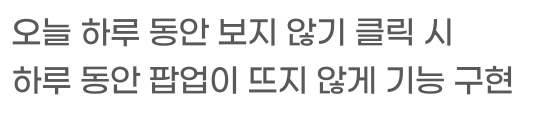 오늘 하루 동안 보지 않기 클릭 시
하루 동안 팝업이 뜨지 않게 기능 구현